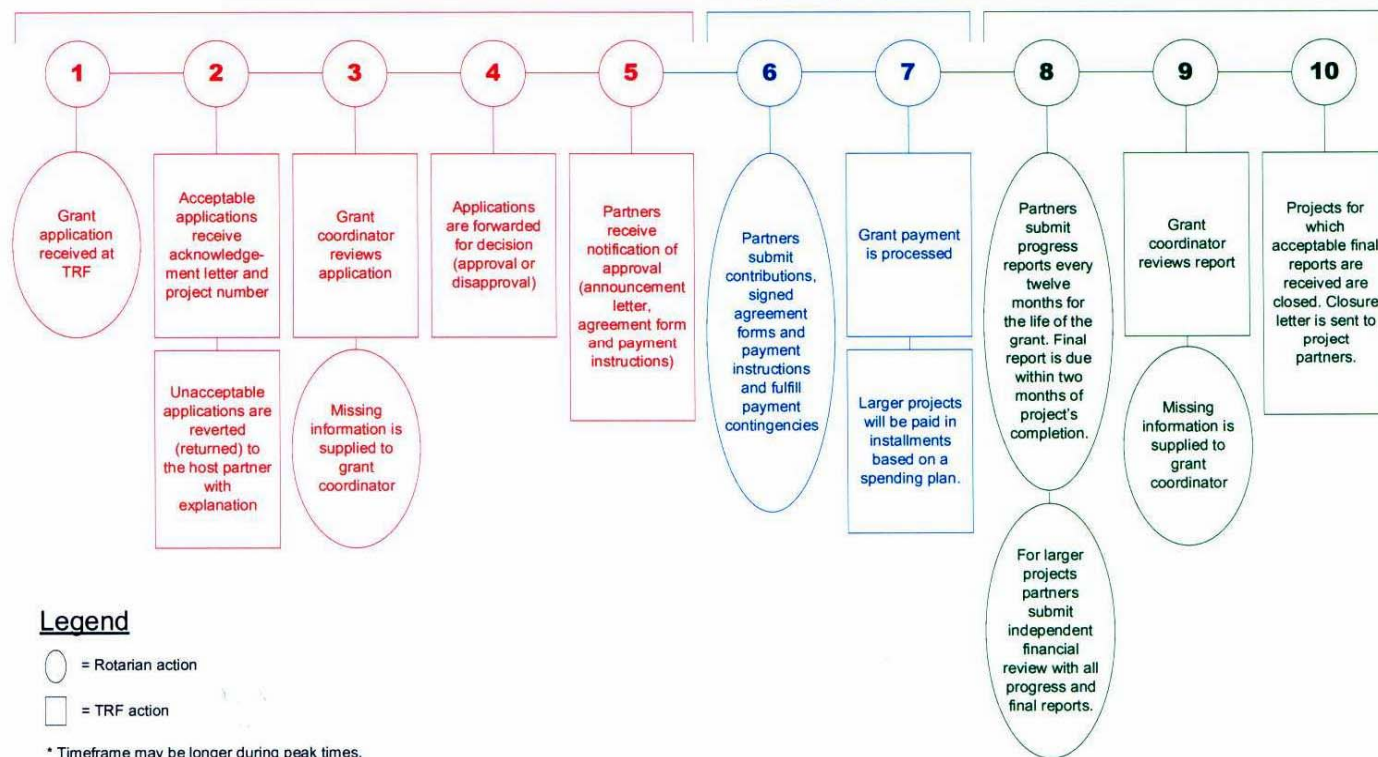 1
2
3
4
5
6
7
8
9
10
Grant
application
received at
TRF
Acceptable
applications
receive
acknowledge-
ment letter and
project number
Unacceptable
applications are
reverted
(returned) to
the host partner
with
explanation
Grant
coordinator
reviews
application
Missing
information is
supplied to
grant
coordinator
Applications
are forwarded
for decision
(approval or
disapproval)
Partners
receive
notification of
approval
(announcement
letter,
agreement form
and payment
instructions)
Partners
submit
contributions,
signed
agreement
forms and
payment
instructions
and fulfill
payment
contingencies
Grant payment
is processed
Larger projects
will be paid in
installments
based on a
spending plan.
Partners
submit
progress
reports every
twelve
months for
the life of the
grant. Final
report is due
within two
months of
project's
completion.
For larger
projects
partners
submit
independent
financial
review with all
progress and
final reports.
Grant
coordinator
reviews report
Missing
information is
supplied to
grant
coordinator
Projects for
which
acceptable final
reports are
received are
closed. Closure
letter is sent to
project
partners.
Legend
= Rotarian action
= TRF action
* Timeframe may be longer during peak times.